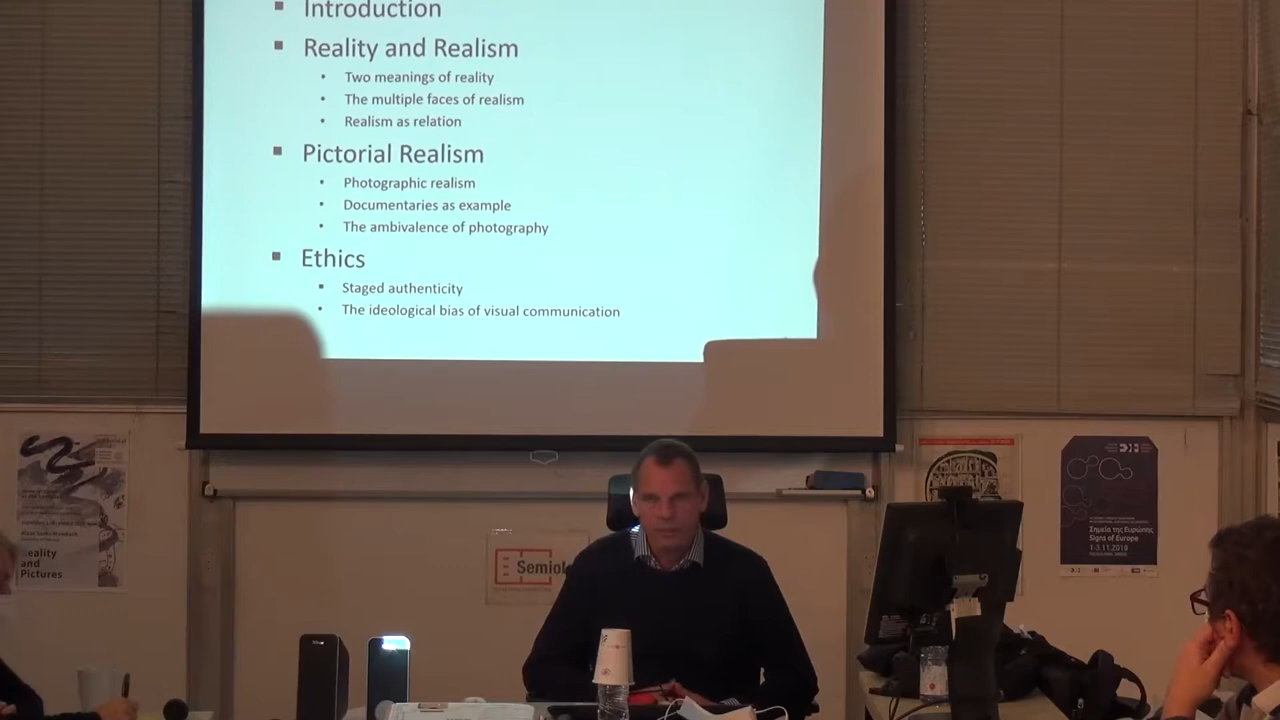 Introduction
Reality and Realism
Two meanings of reality
The multiple faces of realism
Realism as relation
Pictorial Realism
Photographic realism
Documentaries as example
The ambivalence of photography
Ethics
Staged authenticity
The ideological bias of visual communication
Reality
and
Pictures
Semiot
Σημεία της Ευρώπης
Signs of Europe
1-3.11.2018